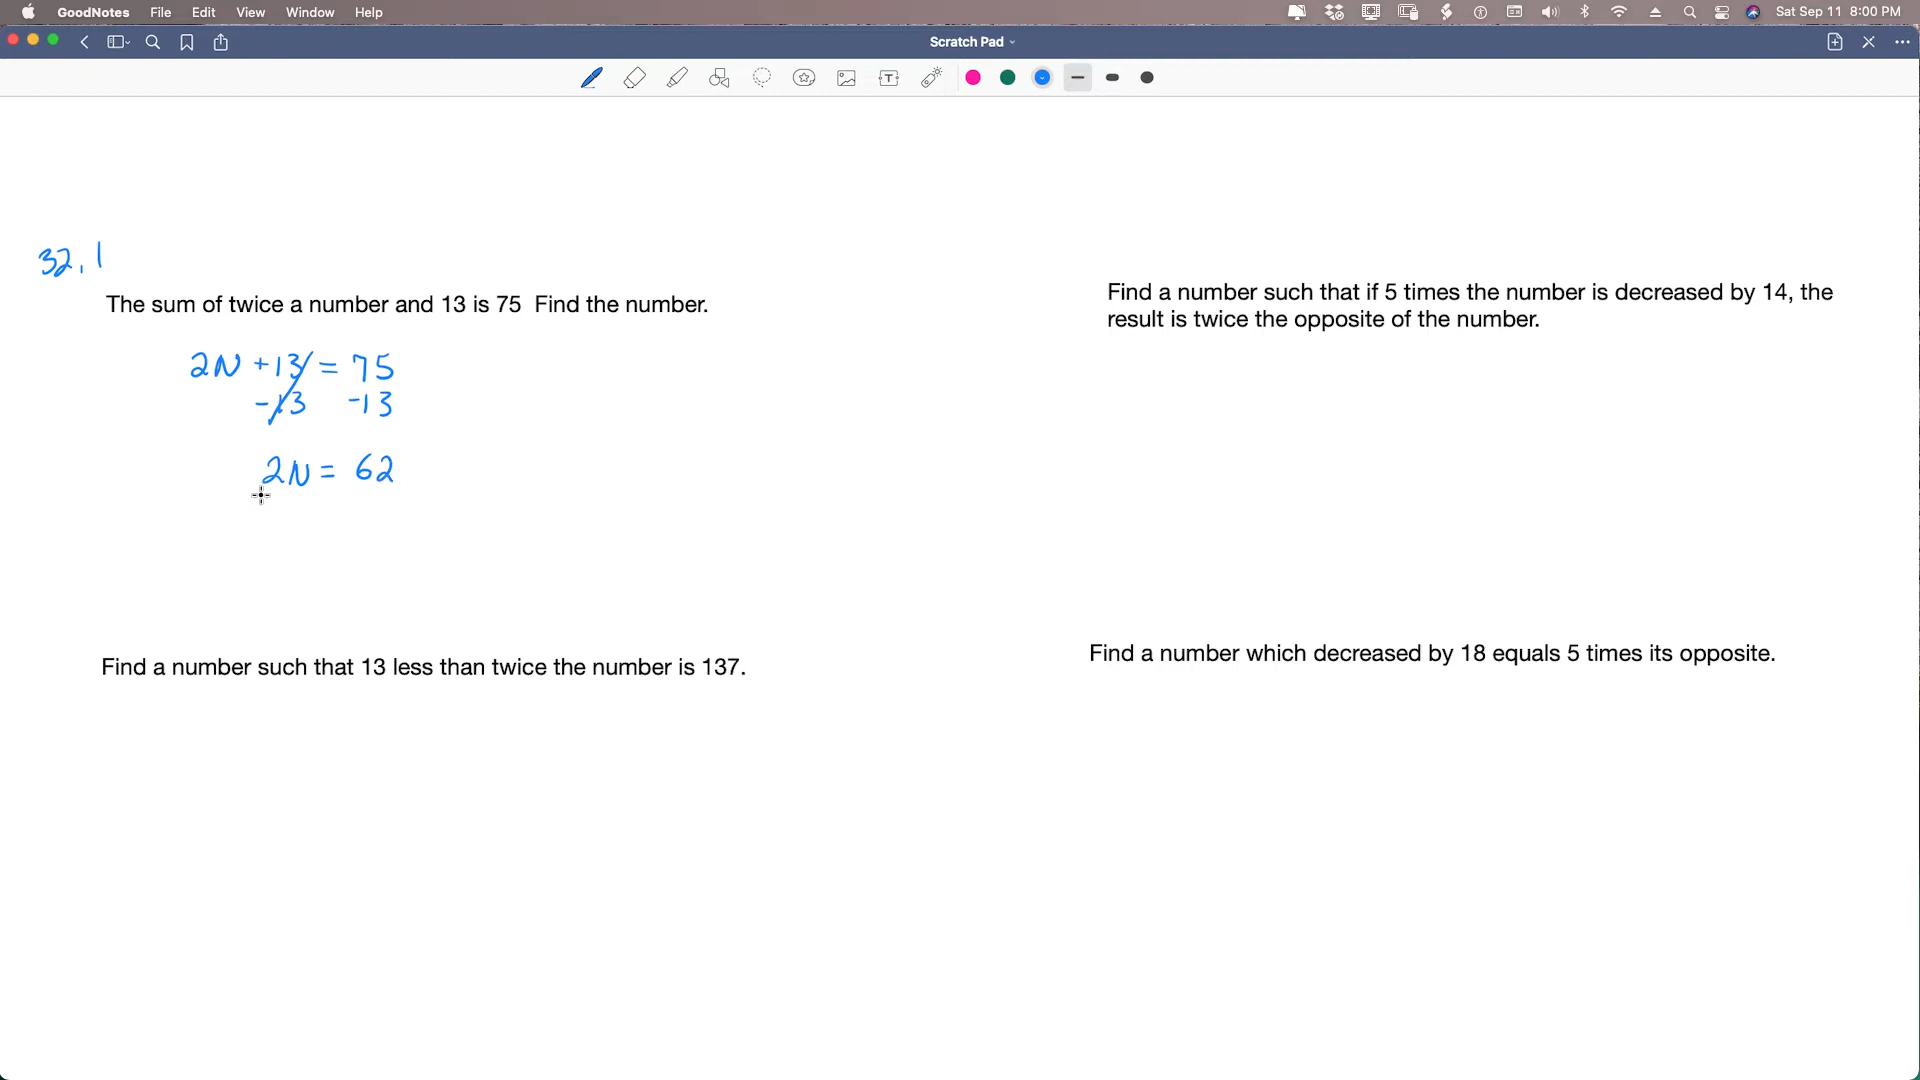 GoodNotes File Edit View Window Help Sat Sep 11 8:00 PM
Scratch Pad
T
32, 1
The sum of twice a number and 13 is 75 Find the number.
2N + 13 = 75
-13 -13
2N = 62
Find a number such that 13 less than twice the number is 137.
Find a number such that if 5 times the number is decreased by 14, the
result is twice the opposite of the number.
Find a number which decreased by 18 equals 5 times its opposite.